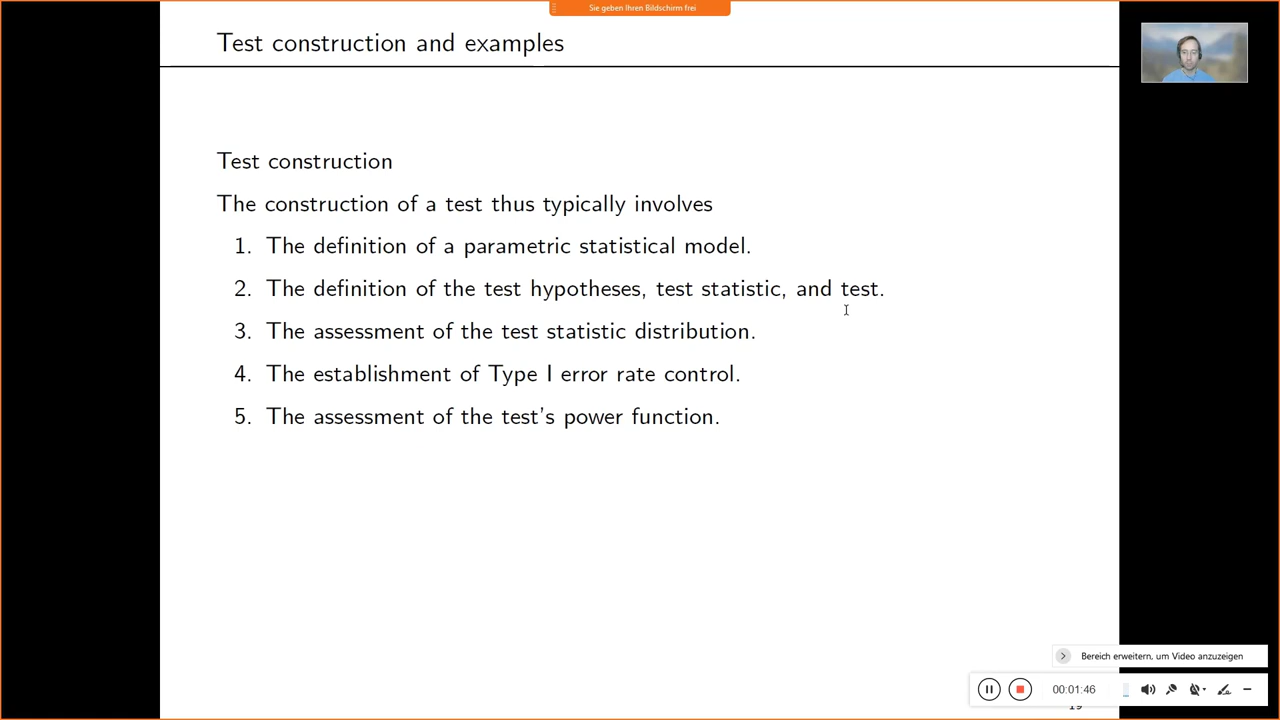 Sie geben Ihren Bildschirm frei
Test construction and examples
Test construction
The construction of a test thus typically involves
1. The definition of a parametric statistical model.
2. The definition of the test hypotheses, test statistic, and test.
3. The assessment of the test statistic distribution.
4. The establishment of Type I error rate control.
5. The assessment of the test's power function.
Bereich erweitern, um Video anzuzeigen
00:01:46
19